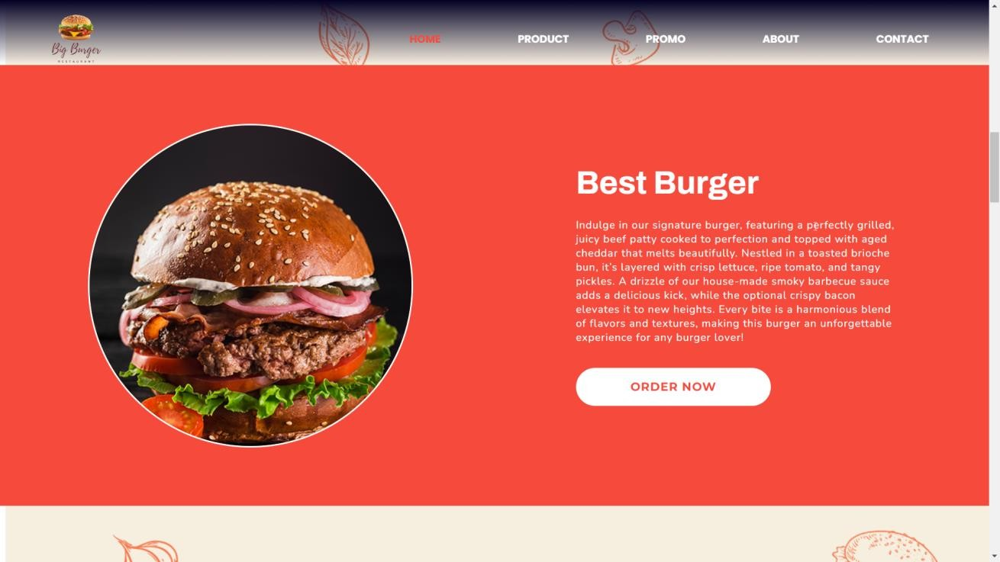 Big Burger
RESTAURANT
HOME
PRODUCT
PROMO
ABOUT
CONTACT
Best Burger
Indulge in our signature burger, featuring a perfectly grilled,
juicy beef patty cooked to perfection and topped with aged
cheddar that melts beautifully. Nestled in a toasted brioche
bun, it's layered with crisp lettuce, ripe tomato, and tangy
pickles. A drizzle of our house-made smoky barbecue sauce
adds a delicious kick, while the optional crispy bacon
elevates it to new heights. Every bite is a harmonious blend
of flavors and textures, making this burger an unforgettable
experience for any burger lover!
ORDER NOW